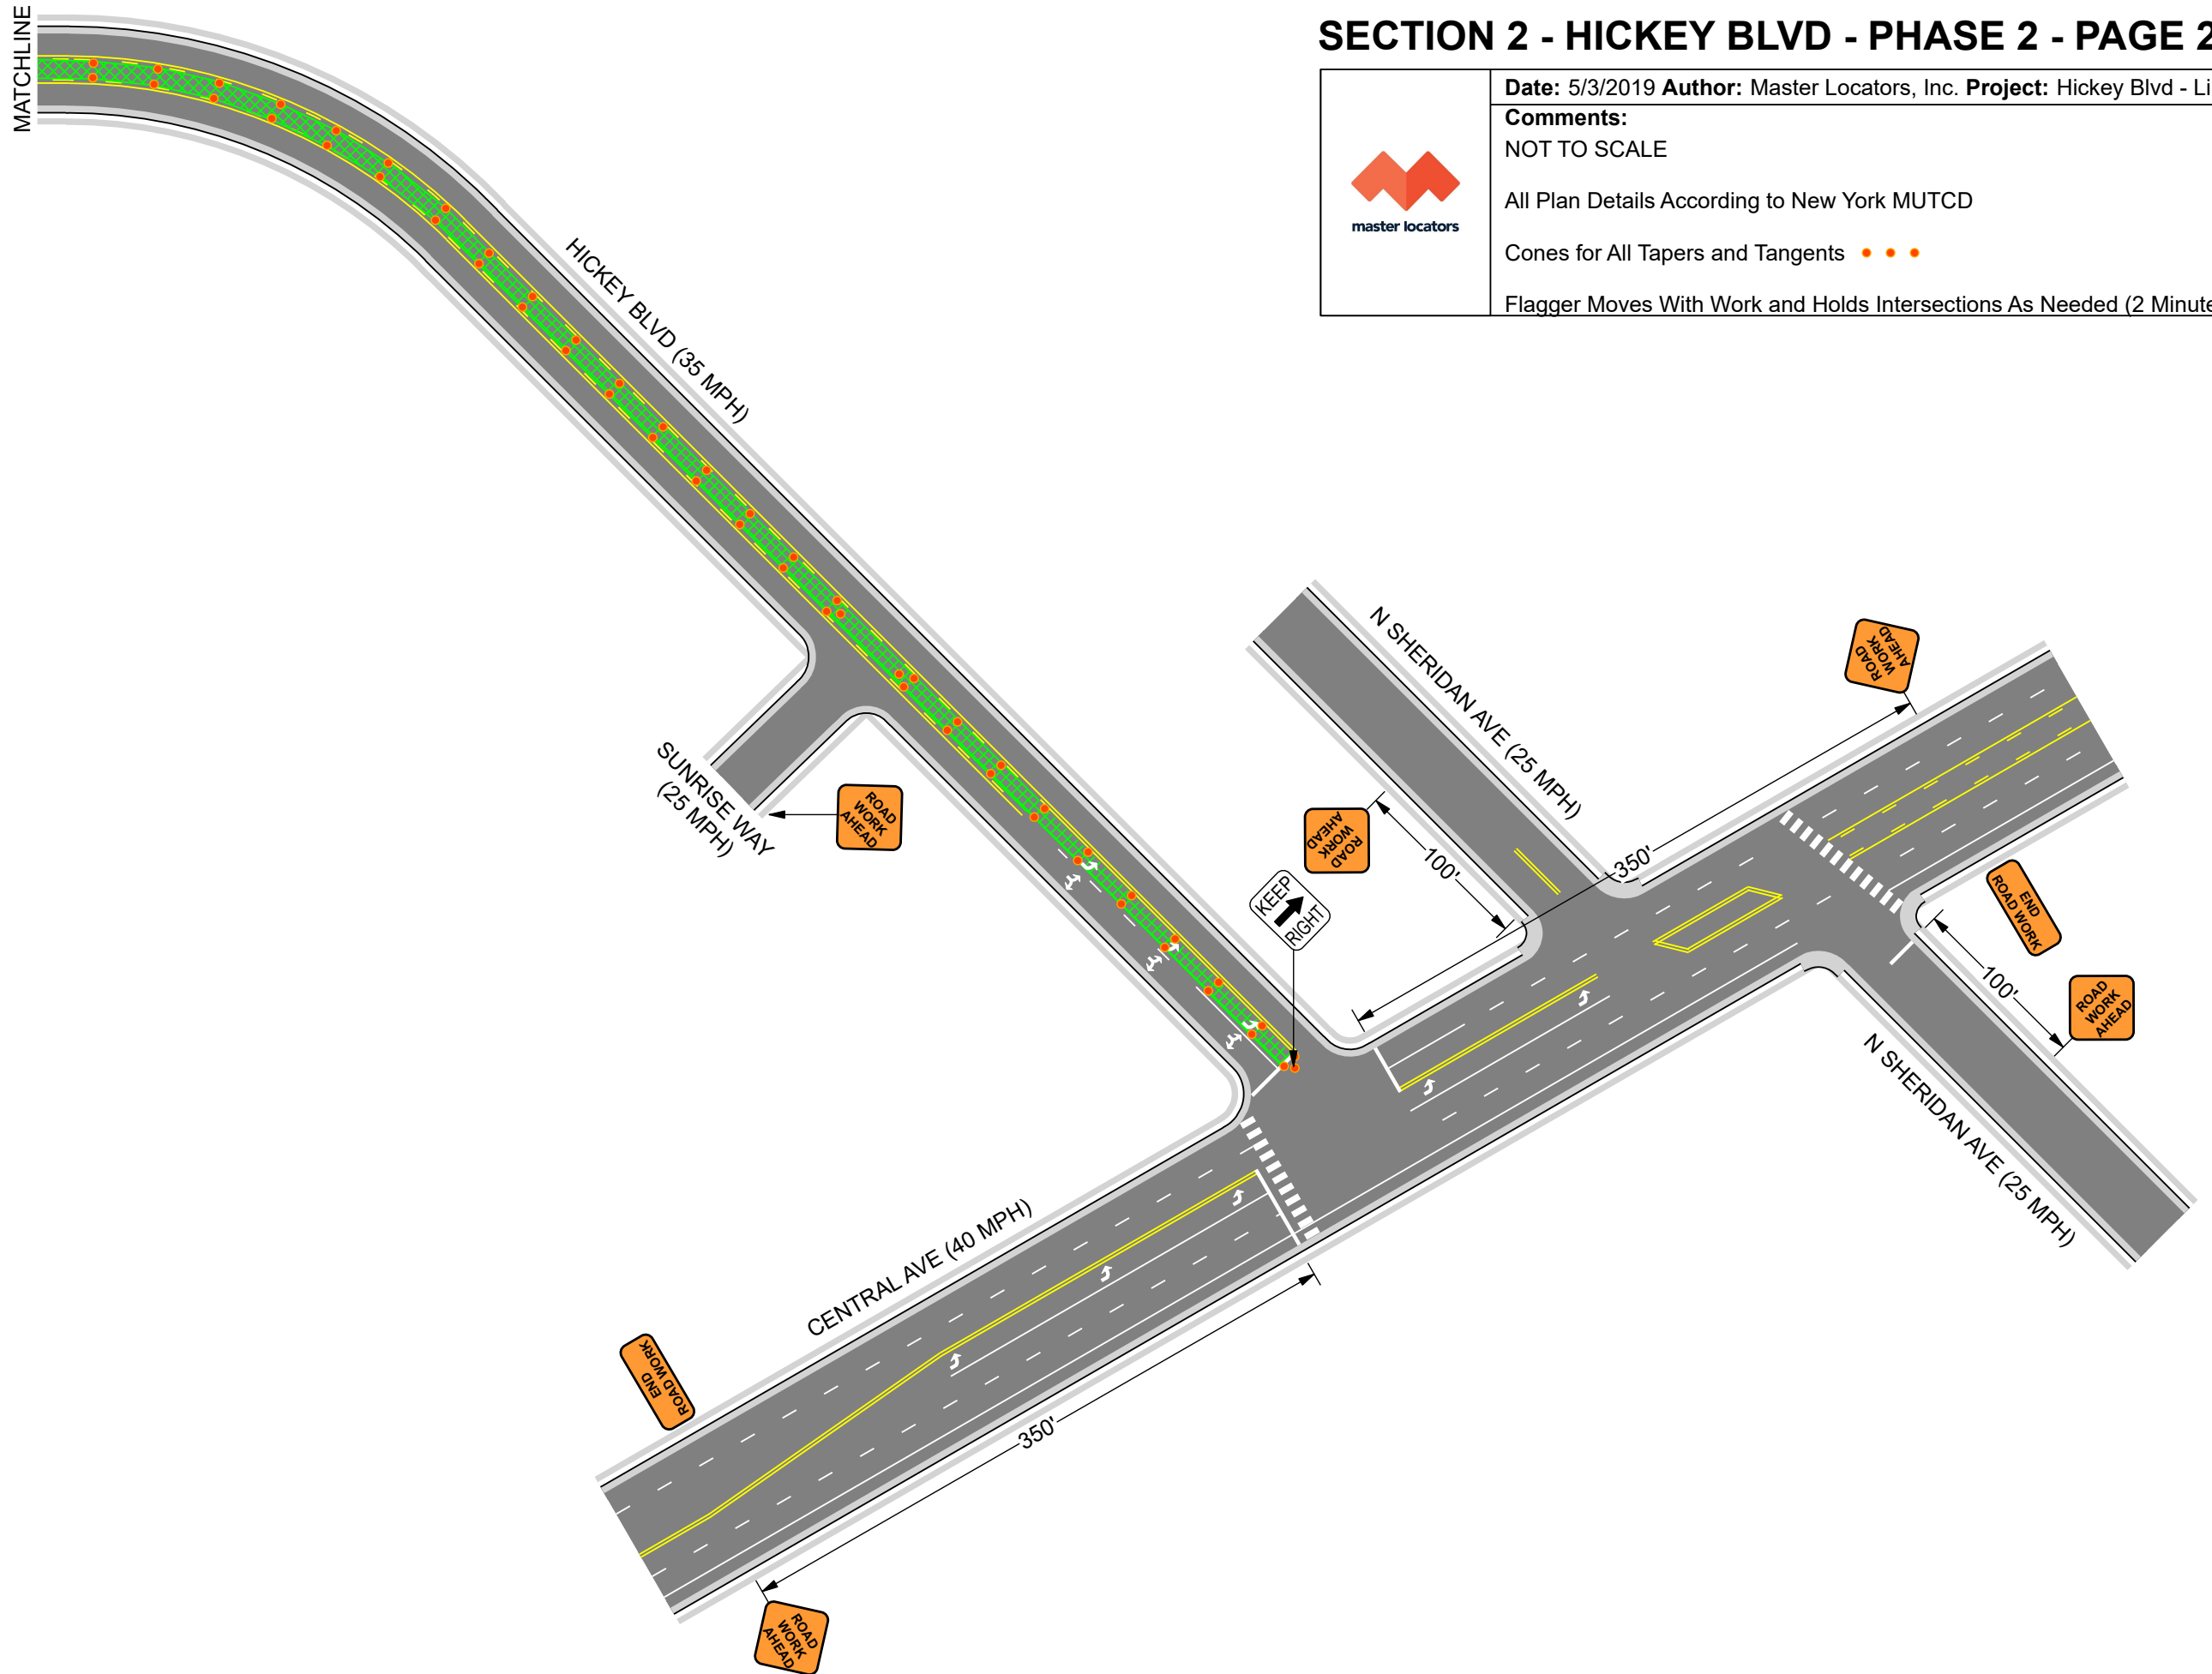 SECTION 2 - HICKEY BLVD - PHASE 2 - PAGE 2
Date: 5/3/2019 Author: Master Locators, Inc. Project: Hickey Blvd - Li
Comments:
NOT TO SCALE
All Plan Details According to New York MUTCD
Cones for All Tapers and Tangents
Flagger Moves With Work and Holds Intersections As Needed (2 Minute
master locators
MATCHLINE
HICKEY BLVD (35 MPH)
N SHERIDAN AVE (25 MPH)
ROAD
WORK
AHEAD
350'
ROAD
WORK
AHEAD
100'
KEEP
RIGHT
SUNRISE WAY
(25 MPH)
ROAD
WORK
AHEAD
END
ROAD WORK
100'
ROAD
WORK
AHEAD
N SHERIDAN AVE (25 MPH)
CENTRAL AVE (40 MPH)
END
ROAD WORK
350'
ROAD
WORK
AHEAD